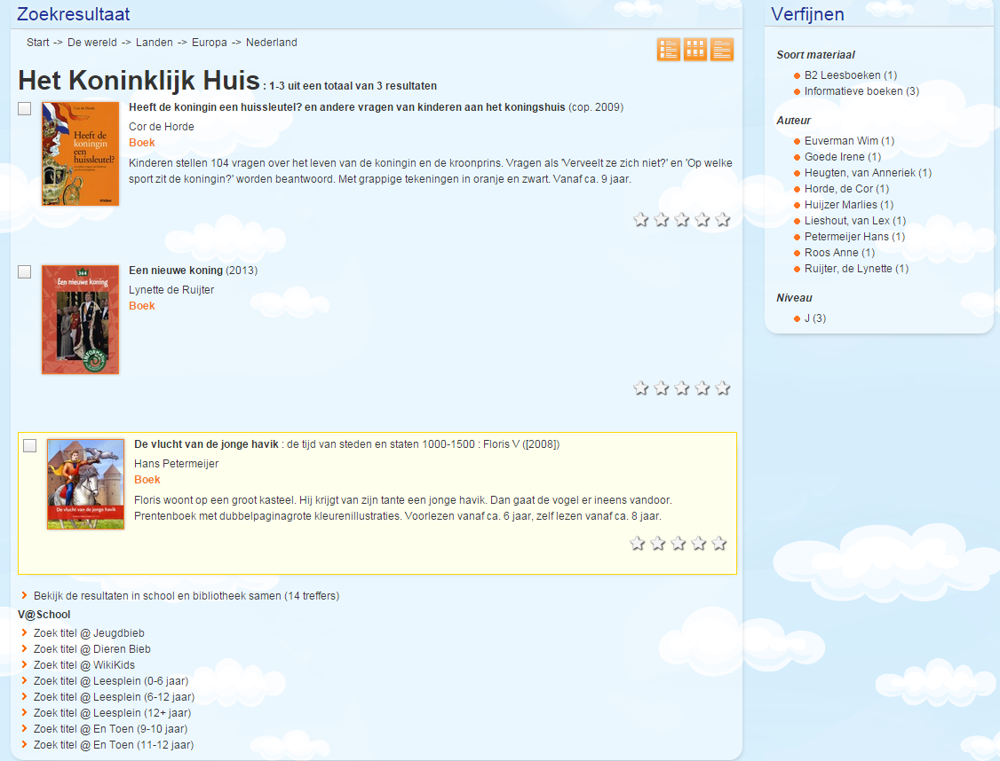 Zoekresultaat
Start -> De wereld -> Landen -> Europa -> Nederland
Het Koninklijk Huis : 1-3 uit een totaal van 3 resultaten
Cor de Horde
Heeft de
koningin
een
huissleutel?
Heeft de koningin een huissleutel? en andere vragen van kinderen aan het koningshuis (cop. 2009)
Cor de Horde
Boek
Kinderen stellen 104 vragen over het leven van de koningin en de kroonprins. Vragen als 'Verveelt ze zich niet?' en 'Op welke
sport zit de koningin?' worden beantwoord. Met grappige tekeningen in oranje en zwart. Vanaf ca. 9 jaar.
Een nieuwe koning
Een nieuwe koning (2013)
Lynette de Ruijter
Boek
De vlucht van de jonge havik
De vlucht van de jonge havik : de tijd van steden en staten 1000-1500 : Floris V ([2008])
Hans Petermeijer
Boek
Floris woont op een groot kasteel. Hij krijgt van zijn tante een jonge havik. Dan gaat de vogel er ineens vandoor.
Prentenboek met dubbelpaginagrote kleurenillustraties. Voorlezen vanaf ca. 6 jaar, zelf lezen vanaf ca. 8 jaar.
Bekijk de resultaten in school en bibliotheek samen (14 treffers)
V@School
Zoek titel @ Jeugdbieb
Zoek titel @ Dieren Bieb
Zoek titel @ WikiKids
Zoek titel @ Leesplein (0-6 jaar)
Zoek titel @ Leesplein (6-12 jaar)
Zoek titel @ Leesplein (12+ jaar)
Zoek titel @ En Toen (9-10 jaar)
Zoek titel @ En Toen (11-12 jaar)
Verfijnen
Soort materiaal
B2 Leesboeken (1)
Informatieve boeken (3)
Auteur
Euverman Wim (1)
Goede Irene (1)
Heugten, van Anneriek (1)
Horde, de Cor (1)
Huijzer Marlies (1)
Lieshout, van Lex (1)
Petermeijer Hans (1)
Roos Anne (1)
Ruijter, de Lynette (1)
Niveau
J (3)